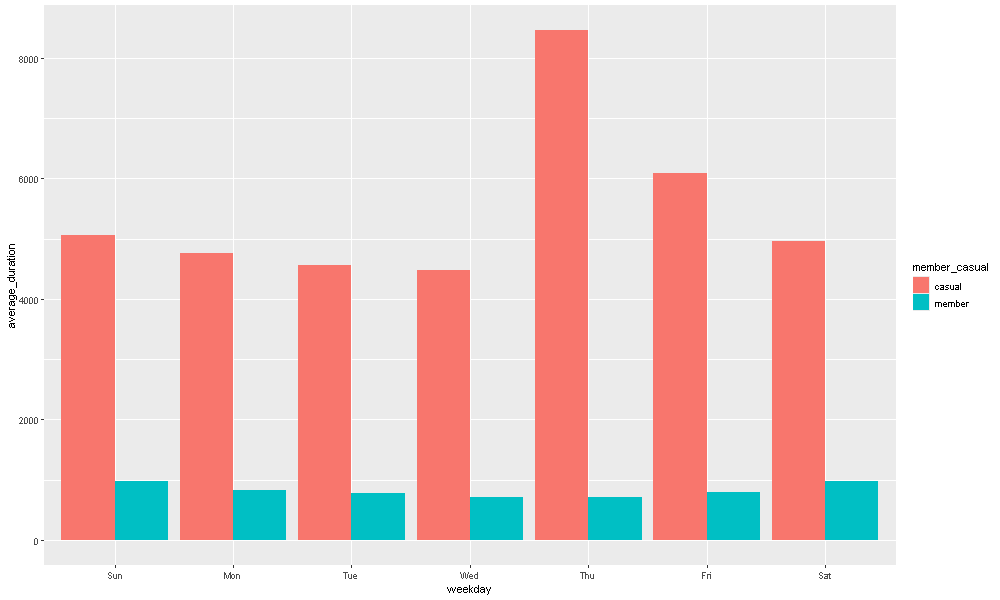 8000
6000
4000
2000
0
average_duration
Sun Mon Tue Wed Thu Fri Sat
weekday
member_casual
casual
member